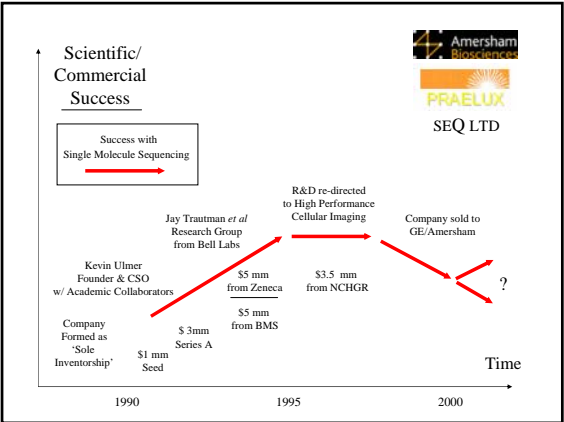 Scientific/
Commercial
Success
Amersham
Biosciences
PRAELUX
SEQ LTD
Success with
Single Molecule Sequencing
R&D re-directed
to High Performance
Cellular Imaging
Jay Trautman et al
Research Group
from Bell Labs
Company sold to
GE/Amersham
Kevin Ulmer
Founder & CSO
w/ Academic Collaborators
$5 mm
from Zeneca
$5 mm
from BMS
$3.5 mm
from NCHGR
?
Company
Formed as
‘Sole
Inventorship’
$1 mm
Seed
$ 3mm
Series A
Time
1990
1995
2000